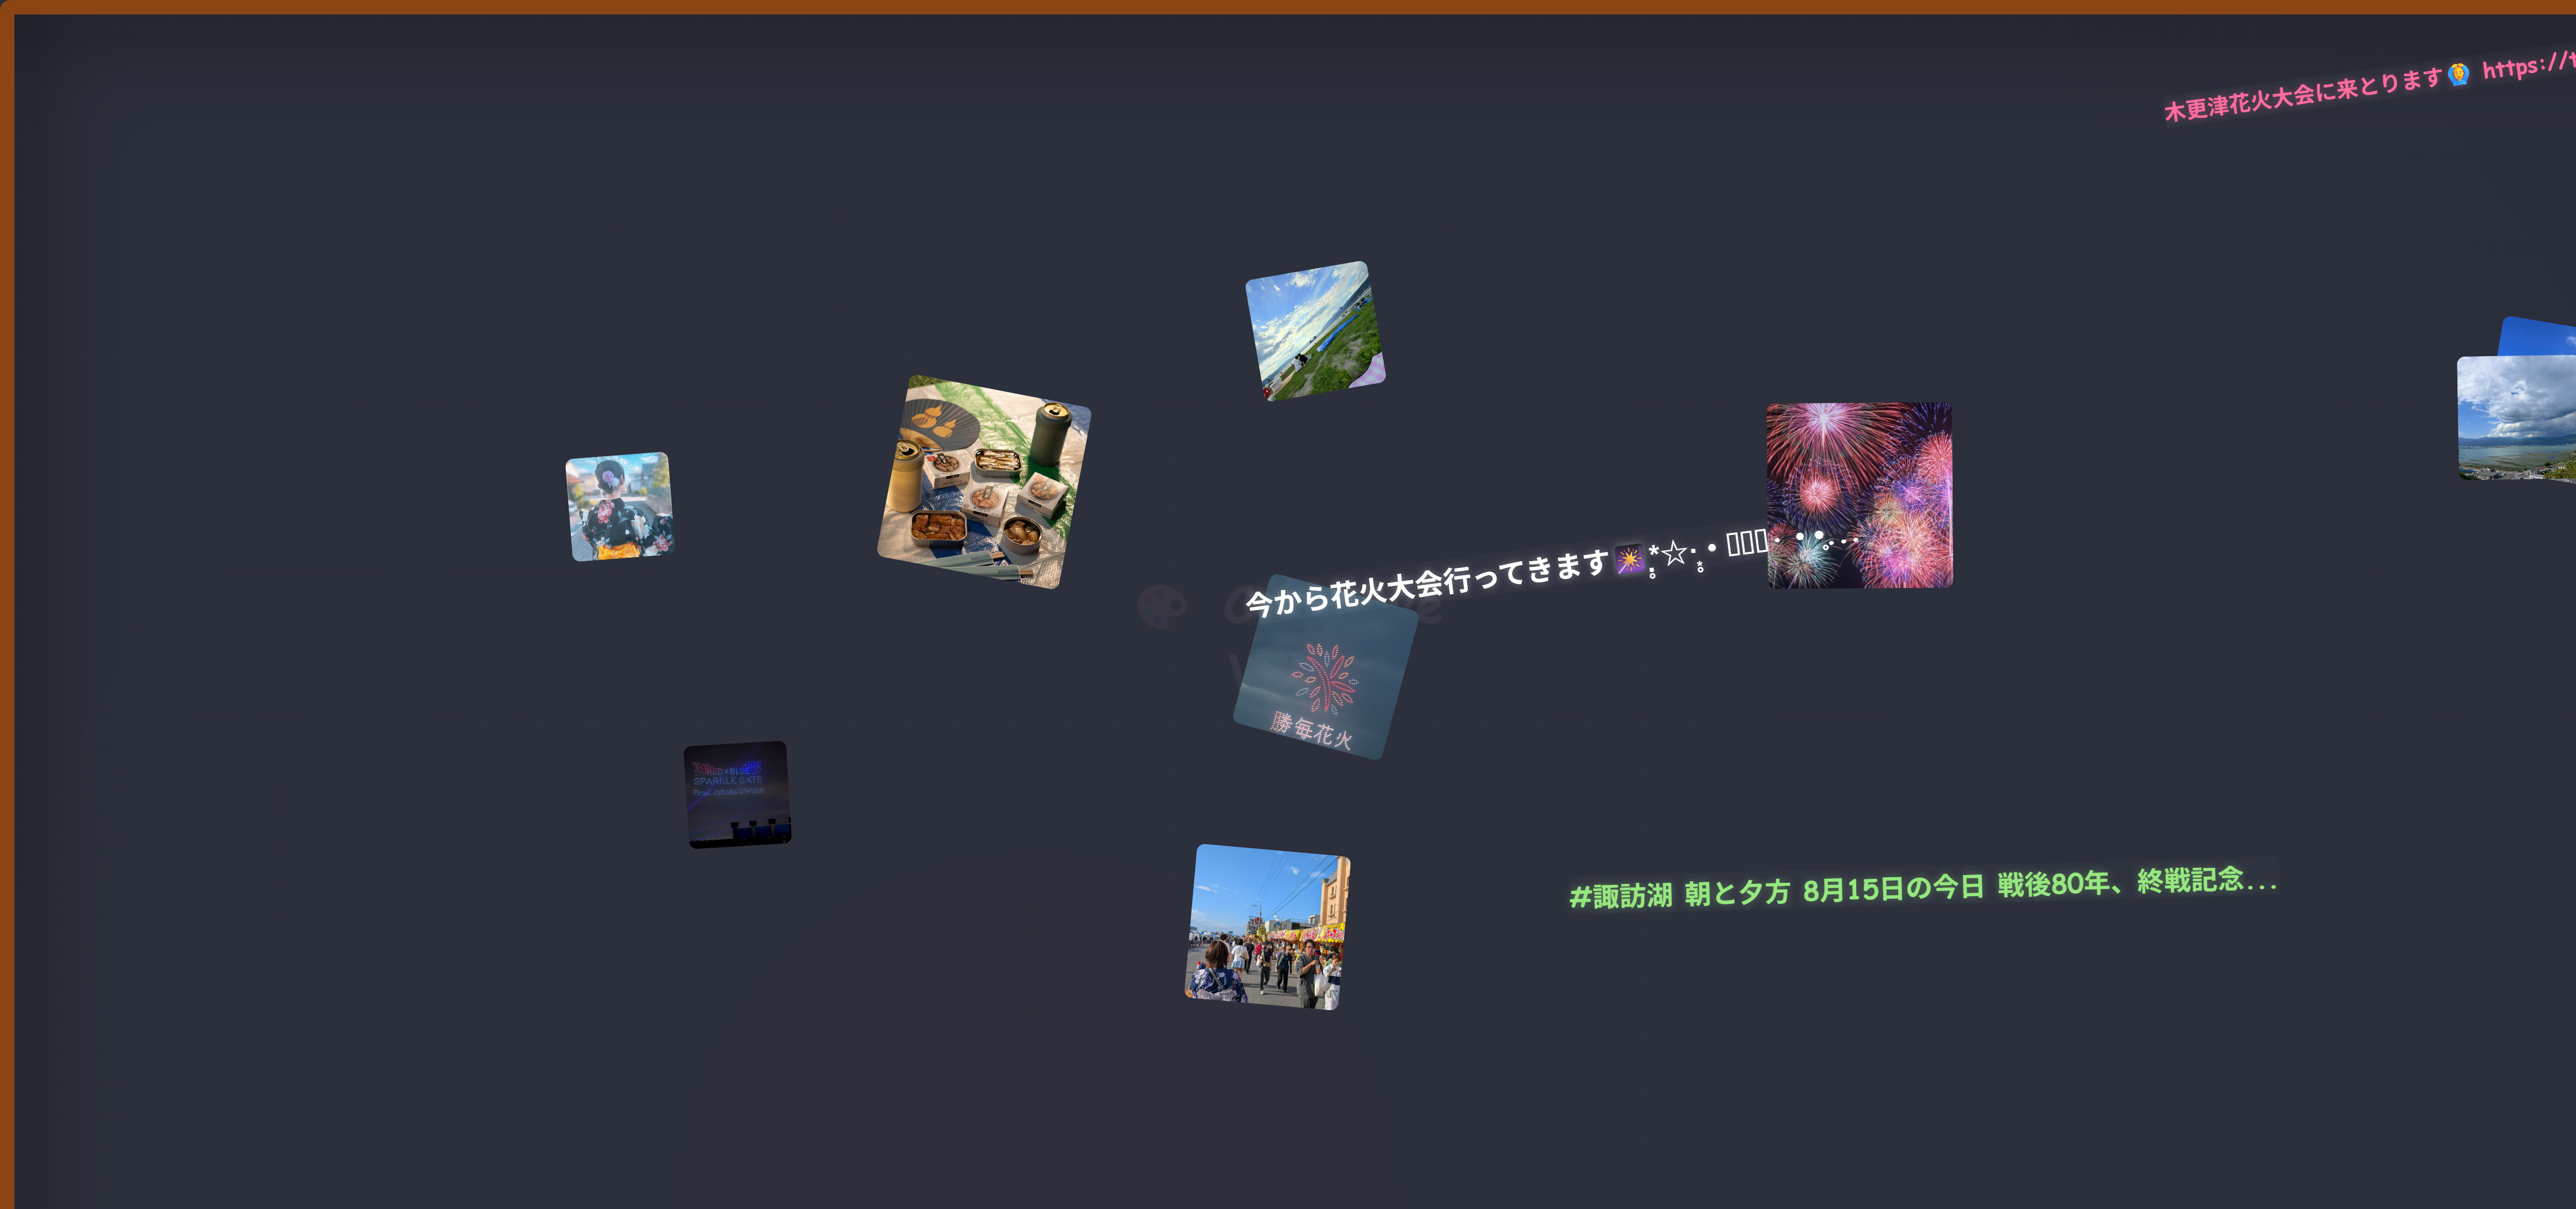 木更津花火大会に来とります🙆 https://t
今から花火大会行ってきます🎆
勝毎花火
RED×BLUE
SPARKLE GATE
#諏訪湖 朝と夕方 8月15日の今日 戦後80年、終戦記念...